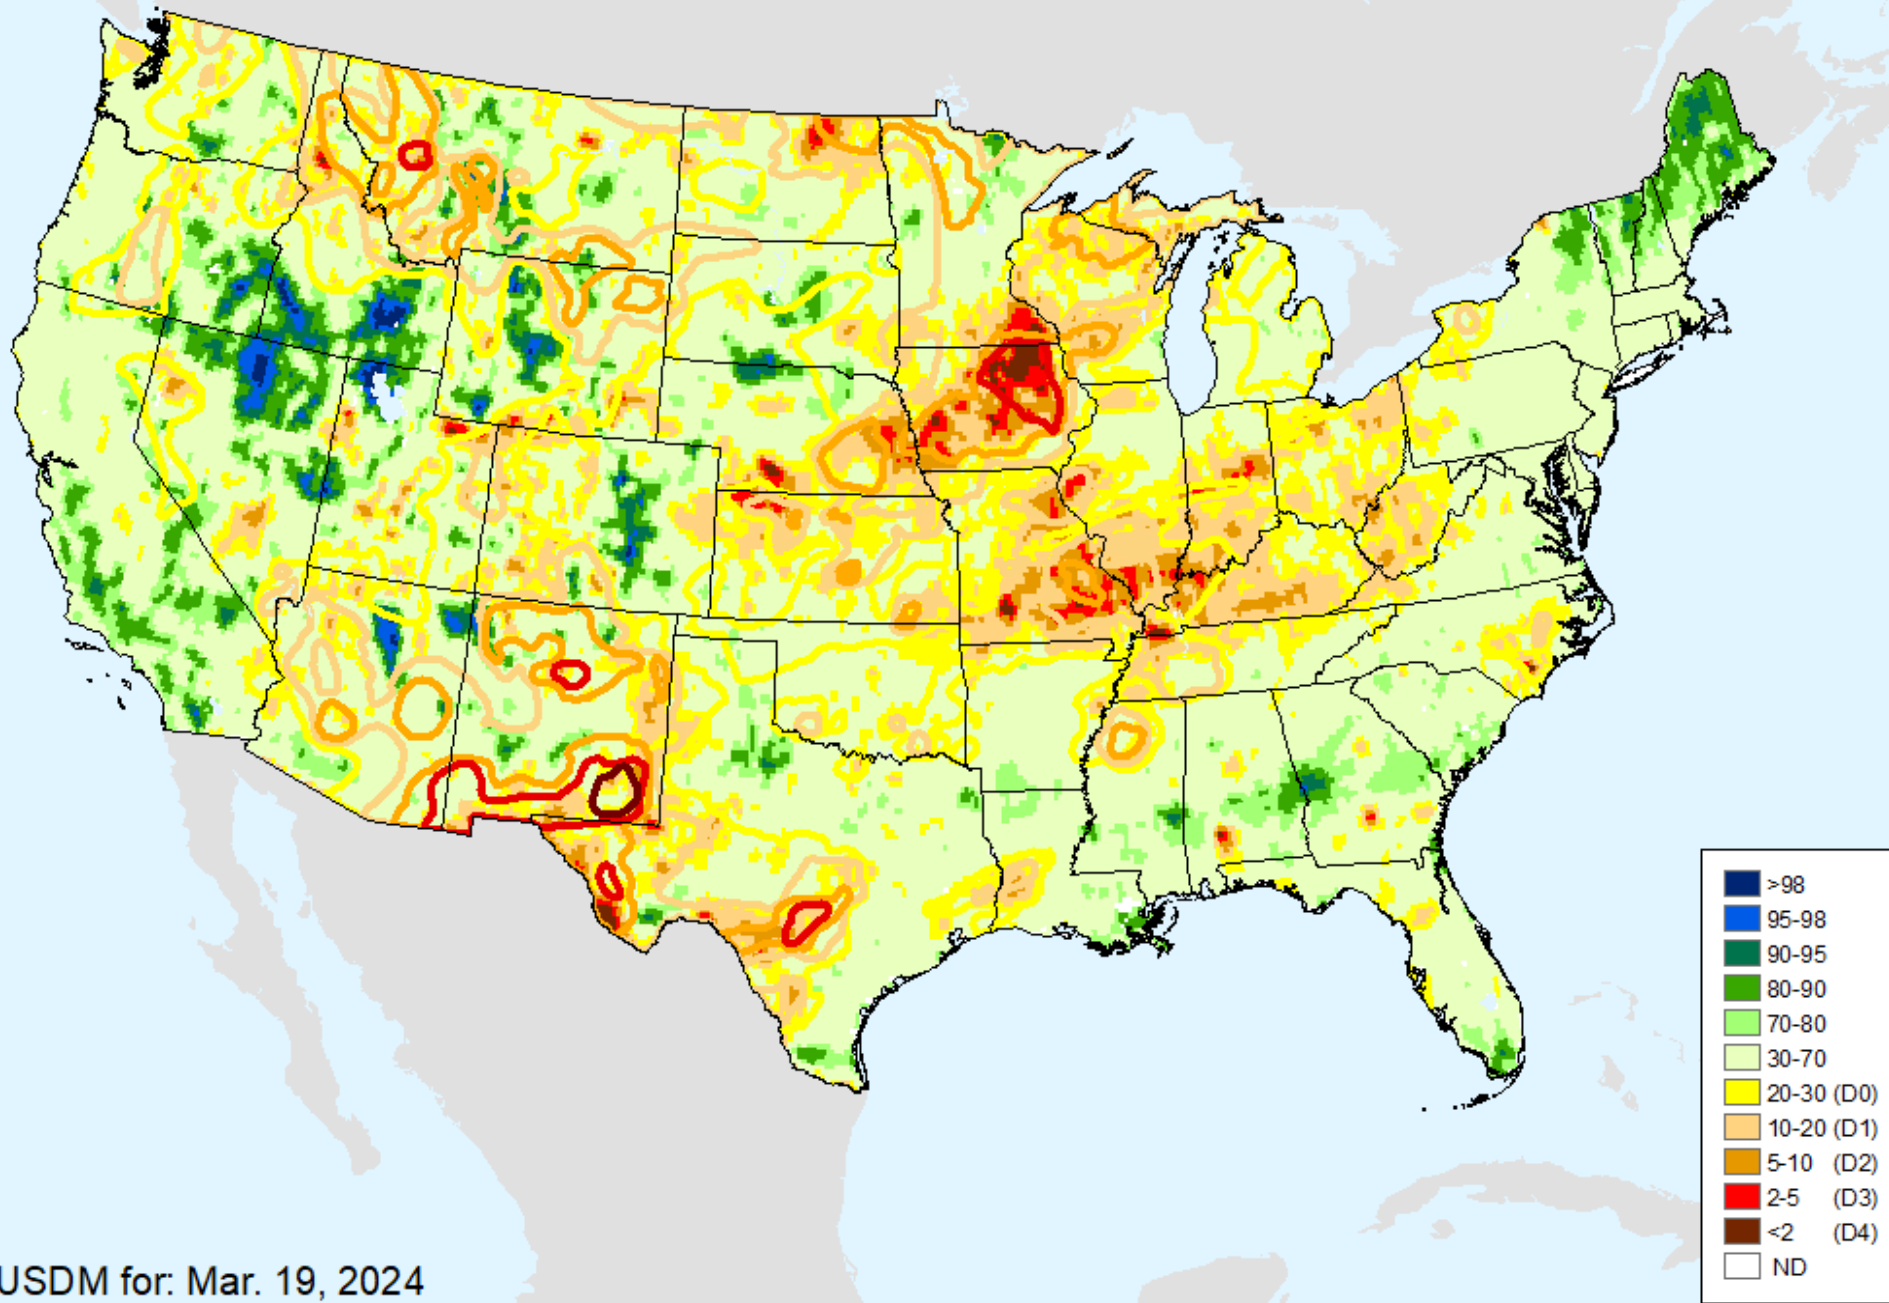 >98
95-98
90-95
80-90
70-80
30-70
20-30 (D0)
10-20 (D1)
5-10 (D2)
2-5 (D3)
<2 (D4)
ND
USDM for: Mar. 19, 2024